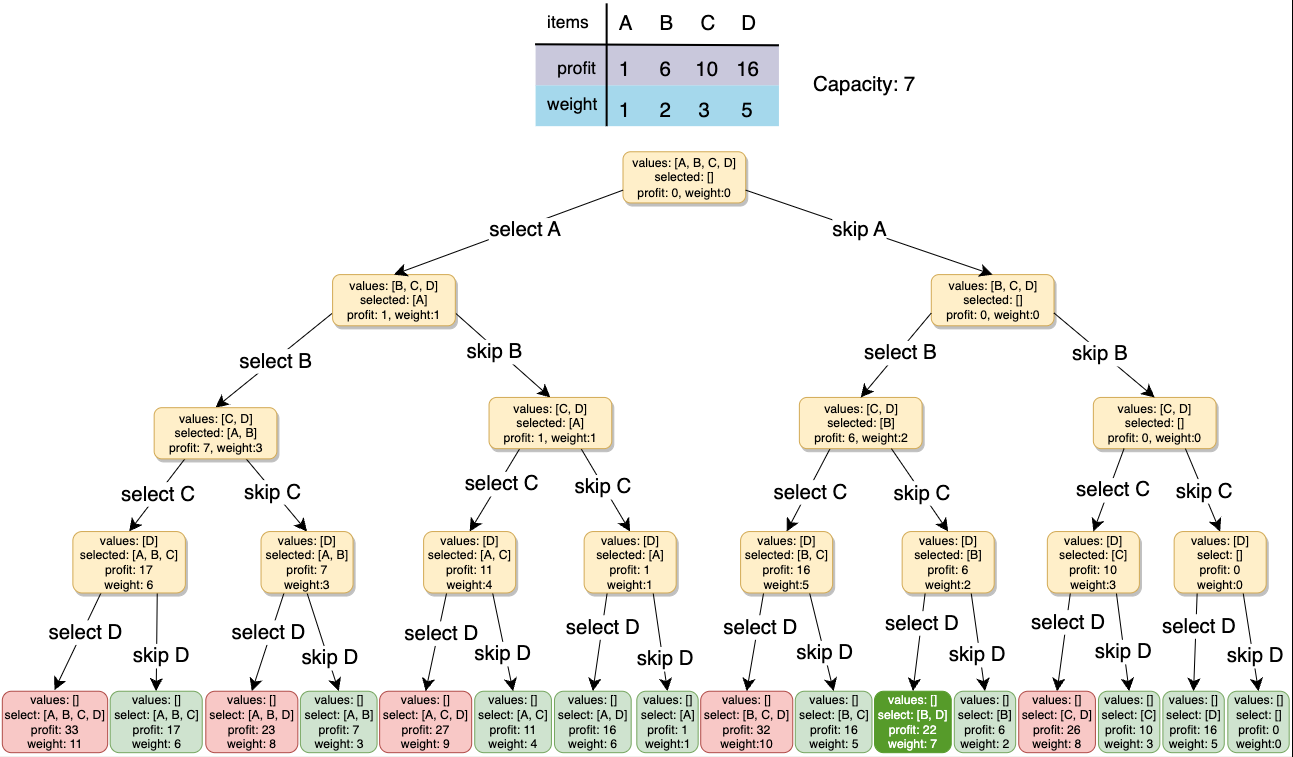 items A B C D
profit 1 6 10 16
weight 1 2 3 5
Capacity: 7
values: [A, B, C, D]
selected: []
profit: 0, weight:0
select A
skip A
values: [B, C, D]
selected: [A]
profit: 1, weight:1
values: [B, C, D]
selected: []
profit: 0, weight:0
select B
skip B
select B
skip B
values: [C, D]
selected: [A, B]
profit: 7, weight:3
values: [C, D]
selected: [A]
profit: 1, weight:1
values: [C, D]
selected: [B]
profit: 6, weight:2
values: [C, D]
selected: []
profit: 0, weight:0
select C
skip C
select C
skip C
select C
skip C
select C
skip C
values: [D]
selected: [A, B, C]
profit: 17
weight: 6
values: [D]
selected: [A, B]
profit: 7
weight:3
values: [D]
selected: [A, C]
profit: 11
weight:4
values: [D]
selected: [A]
profit: 1
weight:1
values: [D]
selected: [B, C]
profit: 16
weight:5
values: [D]
selected: [B]
profit: 6
weight:2
values: [D]
selected: [C]
profit: 10
weight:3
values: [D]
select: []
profit: 0
weight:0
select D
skip D
select D
skip D
select D
skip D
select D
skip D
select D
skip D
select D
skip D
select D
skip D
select D
skip D
values: []
select: [A, B, C, D]
profit: 33
weight: 11
values: []
select: [A, B, C]
profit: 17
weight: 6
values: []
select: [A, B, D]
profit: 23
weight: 8
values: []
select: [A, B]
profit: 7
weight: 3
values: []
select: [A, C, D]
profit: 27
weight: 9
values: []
select: [A, C]
profit: 11
weight: 4
values: []
select: [A, D]
profit: 16
weight: 6
values: []
select: [A]
profit: 1
weight:1
values: []
select: [B, C, D]
profit: 32
weight:10
values: []
select: [B, C]
profit: 16
weight: 5
values: []
select: [B, D]
profit: 22
weight: 7
values: []
select: [B]
profit: 6
weight: 2
values: []
select: [C, D]
profit: 26
weight: 8
values: []
select: [C]
profit: 10
weight: 3
values: []
select: [D]
profit: 16
weight: 5
values: []
select: []
profit: 0
weight:0